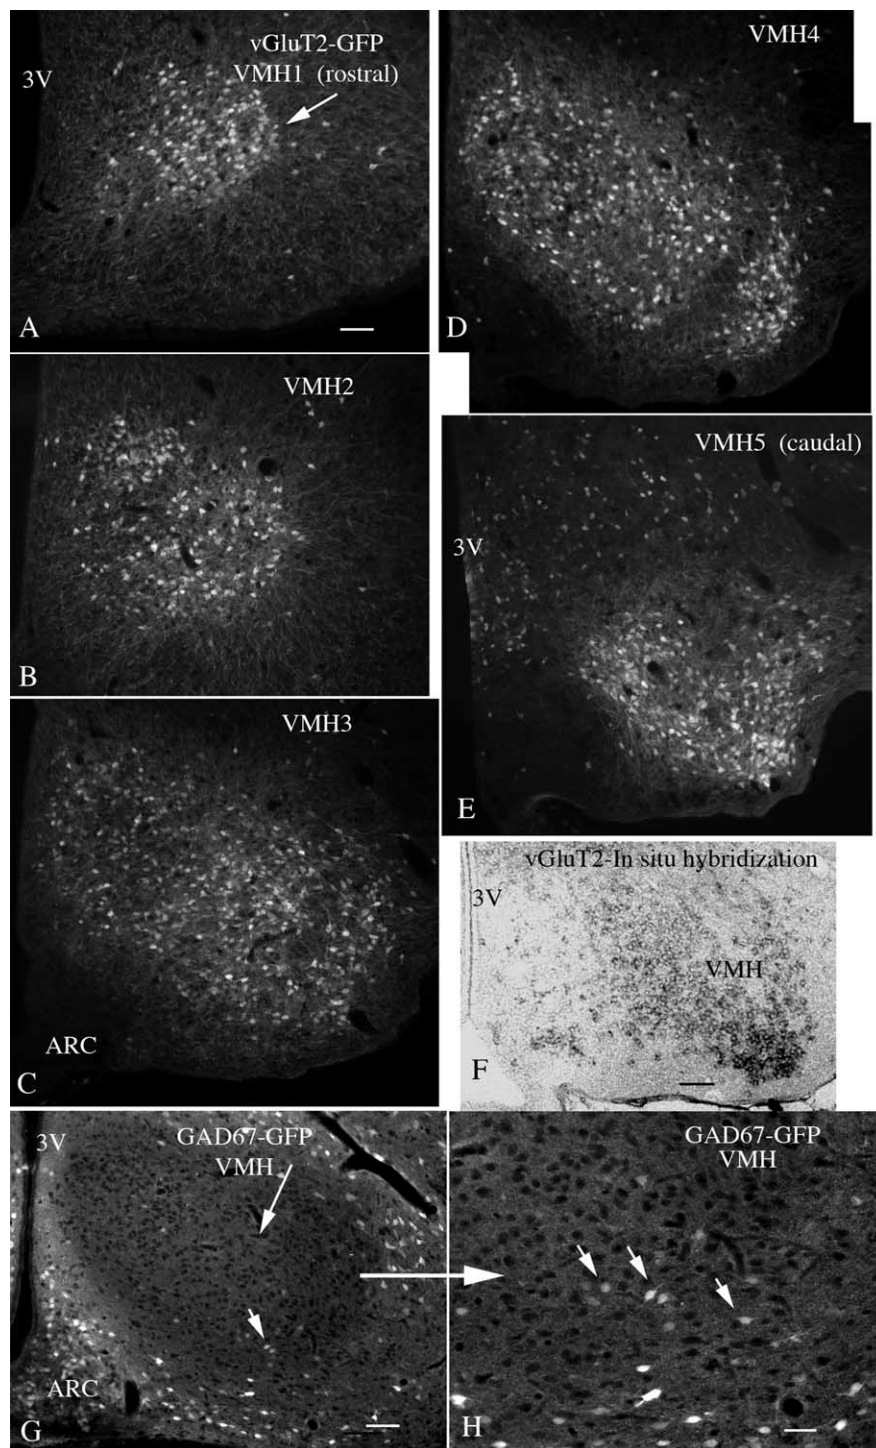 vGluT2-GFP
VMH1 (rostral)
3V
A
VMH4
D
VMH2
B
VMH5 (caudal)
3V
E
VMH3
ARC
C
vGluT2-In situ hybridization
3V
VMH
F
GAD67-GFP
VMH
3V
ARC
G
GAD67-GFP
VMH
H